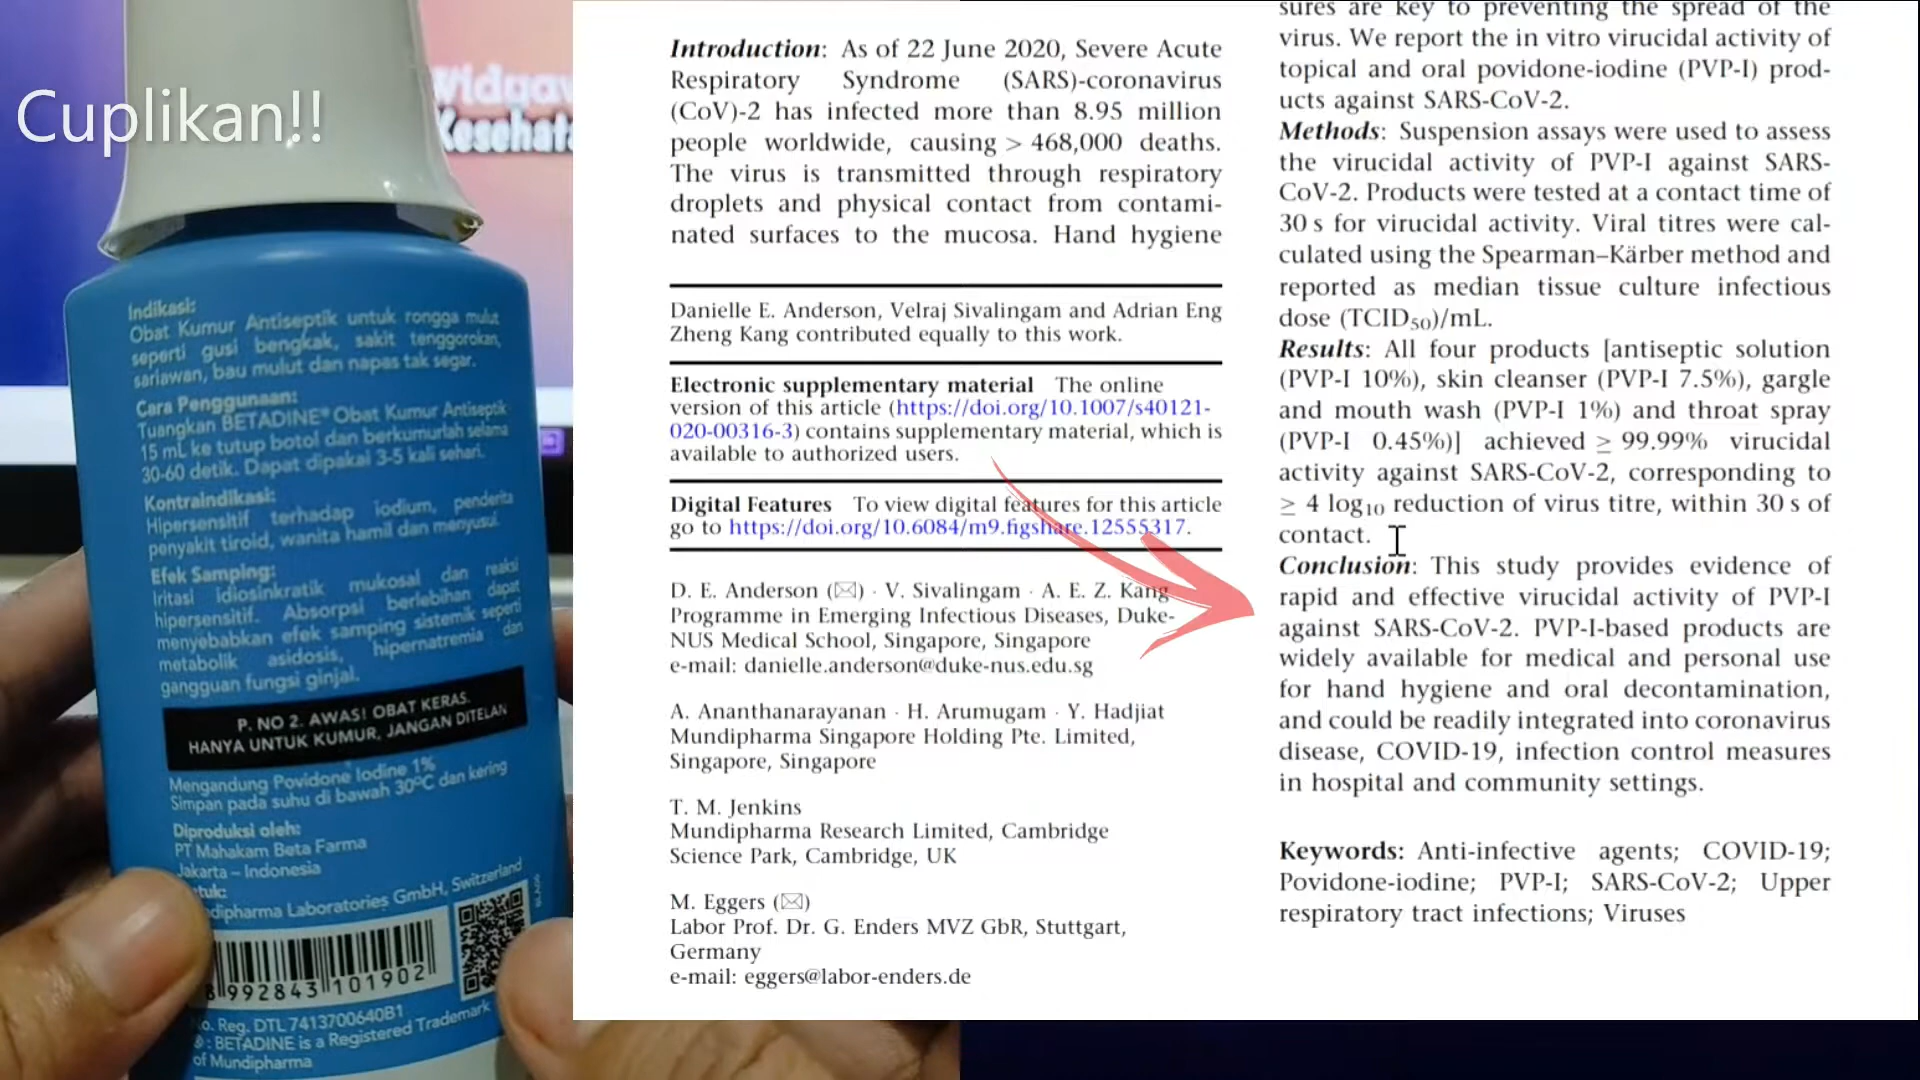 Cuplikan!!
Kesehata
Indikasi:
Obat Kumur Antiseptik untuk rongga mulut
seperti gusi bengkak, sakit tenggorokan,
sariawan, bau mulut dan napas tak segar.
Cara Penggunaan:
Tuangkan BETADINE® Obat Kumur Antiseptik
15 mL ke tutup botol dan berkumurlah selama
30-60 detik. Dapat dipakai 3-5 kali sehari.
Kontraindikasi:
Hipersensitif terhadap iodium, penderita
penyakit tiroid, wanita hamil dan menyusui.
Efek Samping:
Iritasi idiosinkratik mukosal dan reaksi
hipersensitif. Absorpsi berlebihan dapat
menyebabkan efek samping sistemik seperti
metabolik asidosis, hipernatremia dan
gangguan fungsi ginjal.
P. NO 2. AWAS! OBAT KERAS.
HANYA UNTUK KUMUR, JANGAN DITELAN
Mengandung Povidone Iodine 1%
Simpan pada suhu di bawah 30°C dan kering
Diproduksi oleh:
PT Mahakam Beta Farma
Jakarta – Indonesia
tuk:
dipharma Laboratories GmbH, Switzerland
8 992843 101902
No. Reg. DTL7413700640B1
® : BETADINE is a Registered Trademark
of Mundipharma
Introduction: As of 22 June 2020, Severe Acute
Respiratory Syndrome (SARS)-coronavirus
(CoV)-2 has infected more than 8.95 million
people worldwide, causing > 468,000 deaths.
The virus is transmitted through respiratory
droplets and physical contact from contami-
nated surfaces to the mucosa. Hand hygiene
Danielle E. Anderson, Velraj Sivalingam and Adrian Eng
Zheng Kang contributed equally to this work.
Electronic supplementary material The online
version of this article (https://doi.org/10.1007/s40121-
020-00316-3) contains supplementary material, which is
available to authorized users.
Digital Features To view digital features for this article
go to https://doi.org/10.6084/m9.figshare.12555317.
D. E. Anderson (✉) · V. Sivalingam · A. E. Z. Kang
Programme in Emerging Infectious Diseases, Duke-
NUS Medical School, Singapore, Singapore
e-mail: danielle.anderson@duke-nus.edu.sg
A. Ananthanarayanan · H. Arumugam · Y. Hadjiat
Mundipharma Singapore Holding Pte. Limited,
Singapore, Singapore
T. M. Jenkins
Mundipharma Research Limited, Cambridge
Science Park, Cambridge, UK
M. Eggers (✉)
Labor Prof. Dr. G. Enders MVZ GbR, Stuttgart,
Germany
e-mail: eggers@labor-enders.de
sures are key to preventing the spread of the
virus. We report the in vitro virucidal activity of
topical and oral povidone-iodine (PVP-I) prod-
ucts against SARS-CoV-2.
Methods: Suspension assays were used to assess
the virucidal activity of PVP-I against SARS-
CoV-2. Products were tested at a contact time of
30 s for virucidal activity. Viral titres were cal-
culated using the Spearman–Kärber method and
reported as median tissue culture infectious
dose (TCID50)/mL.
Results: All four products [antiseptic solution
(PVP-I 10%), skin cleanser (PVP-I 7.5%), gargle
and mouth wash (PVP-I 1%) and throat spray
(PVP-I 0.45%)] achieved ≥ 99.99% virucidal
activity against SARS-CoV-2, corresponding to
≥ 4 log10 reduction of virus titre, within 30 s of
contact.
Conclusion: This study provides evidence of
rapid and effective virucidal activity of PVP-I
against SARS-CoV-2. PVP-I-based products are
widely available for medical and personal use
for hand hygiene and oral decontamination,
and could be readily integrated into coronavirus
disease, COVID-19, infection control measures
in hospital and community settings.
Keywords: Anti-infective agents; COVID-19;
Povidone-iodine; PVP-I; SARS-CoV-2; Upper
respiratory tract infections; Viruses